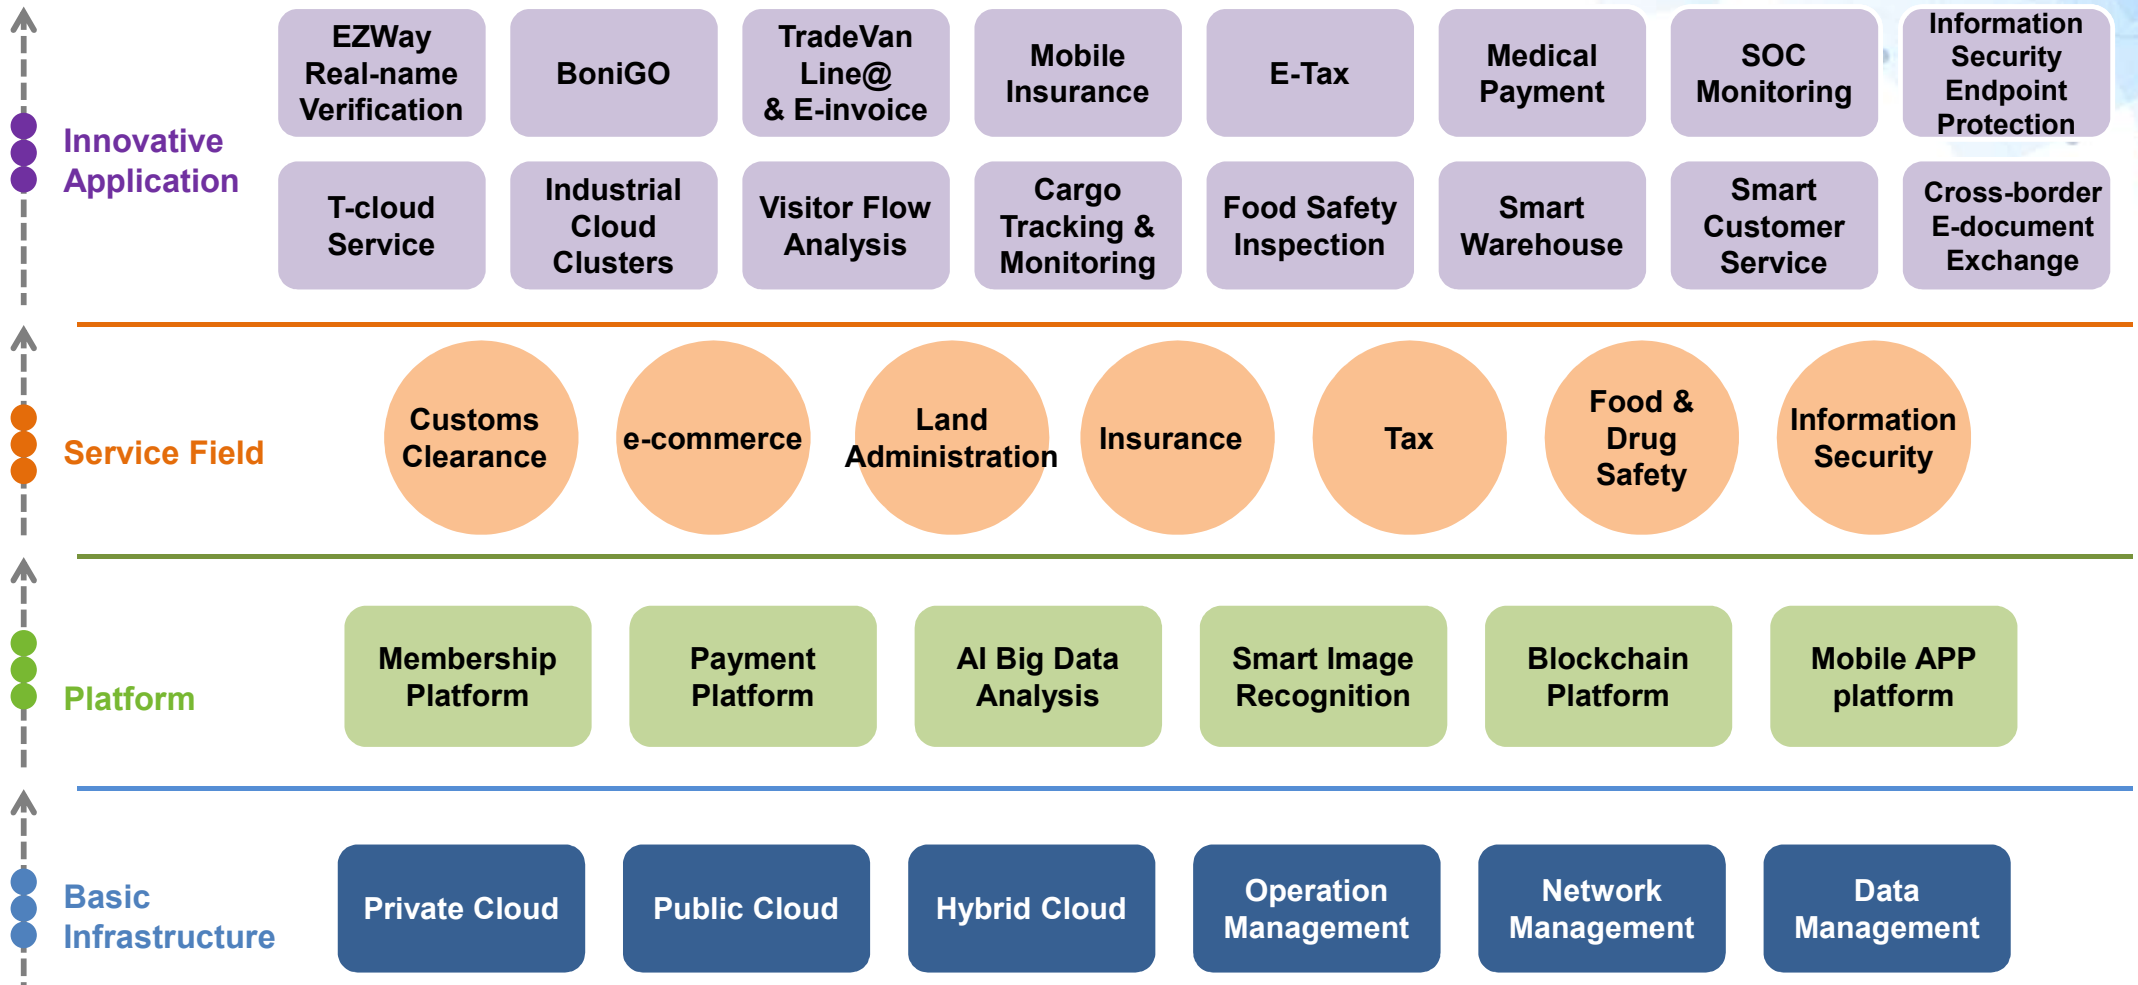 Innovative
Application
EZWay
Real-name
Verification
BoniGO
TradeVan
Line@
& E-invoice
Mobile
Insurance
E-Tax
Medical
Payment
SOC
Monitoring
Information
Security
Endpoint
Protection
T-cloud
Service
Industrial
Cloud
Clusters
Visitor Flow
Analysis
Cargo
Tracking &
Monitoring
Food Safety
Inspection
Smart
Warehouse
Smart
Customer
Service
Cross-border
E-document
Exchange
Service Field
Customs
Clearance
e-commerce
Land
Administration
Insurance
Tax
Food &
Drug
Safety
Information
Security
Platform
Membership
Platform
Payment
Platform
AI Big Data
Analysis
Smart Image
Recognition
Blockchain
Platform
Mobile APP
platform
Basic
Infrastructure
Private Cloud
Public Cloud
Hybrid Cloud
Operation
Management
Network
Management
Data
Management